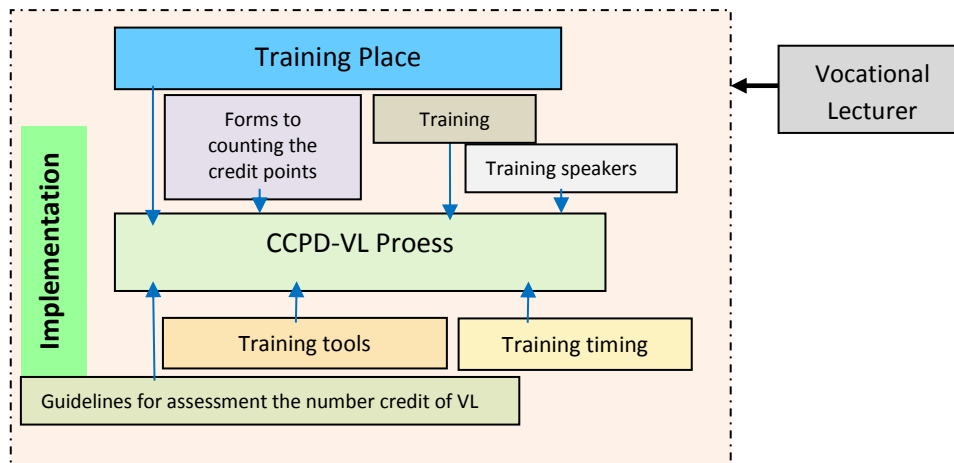 Training Place
Vocational
Lecturer
Forms to
counting the
credit points
Training
Training speakers
Implementation
CCPD-VL Proess
Training tools
Training timing
Guidelines for assessment the number credit of VL